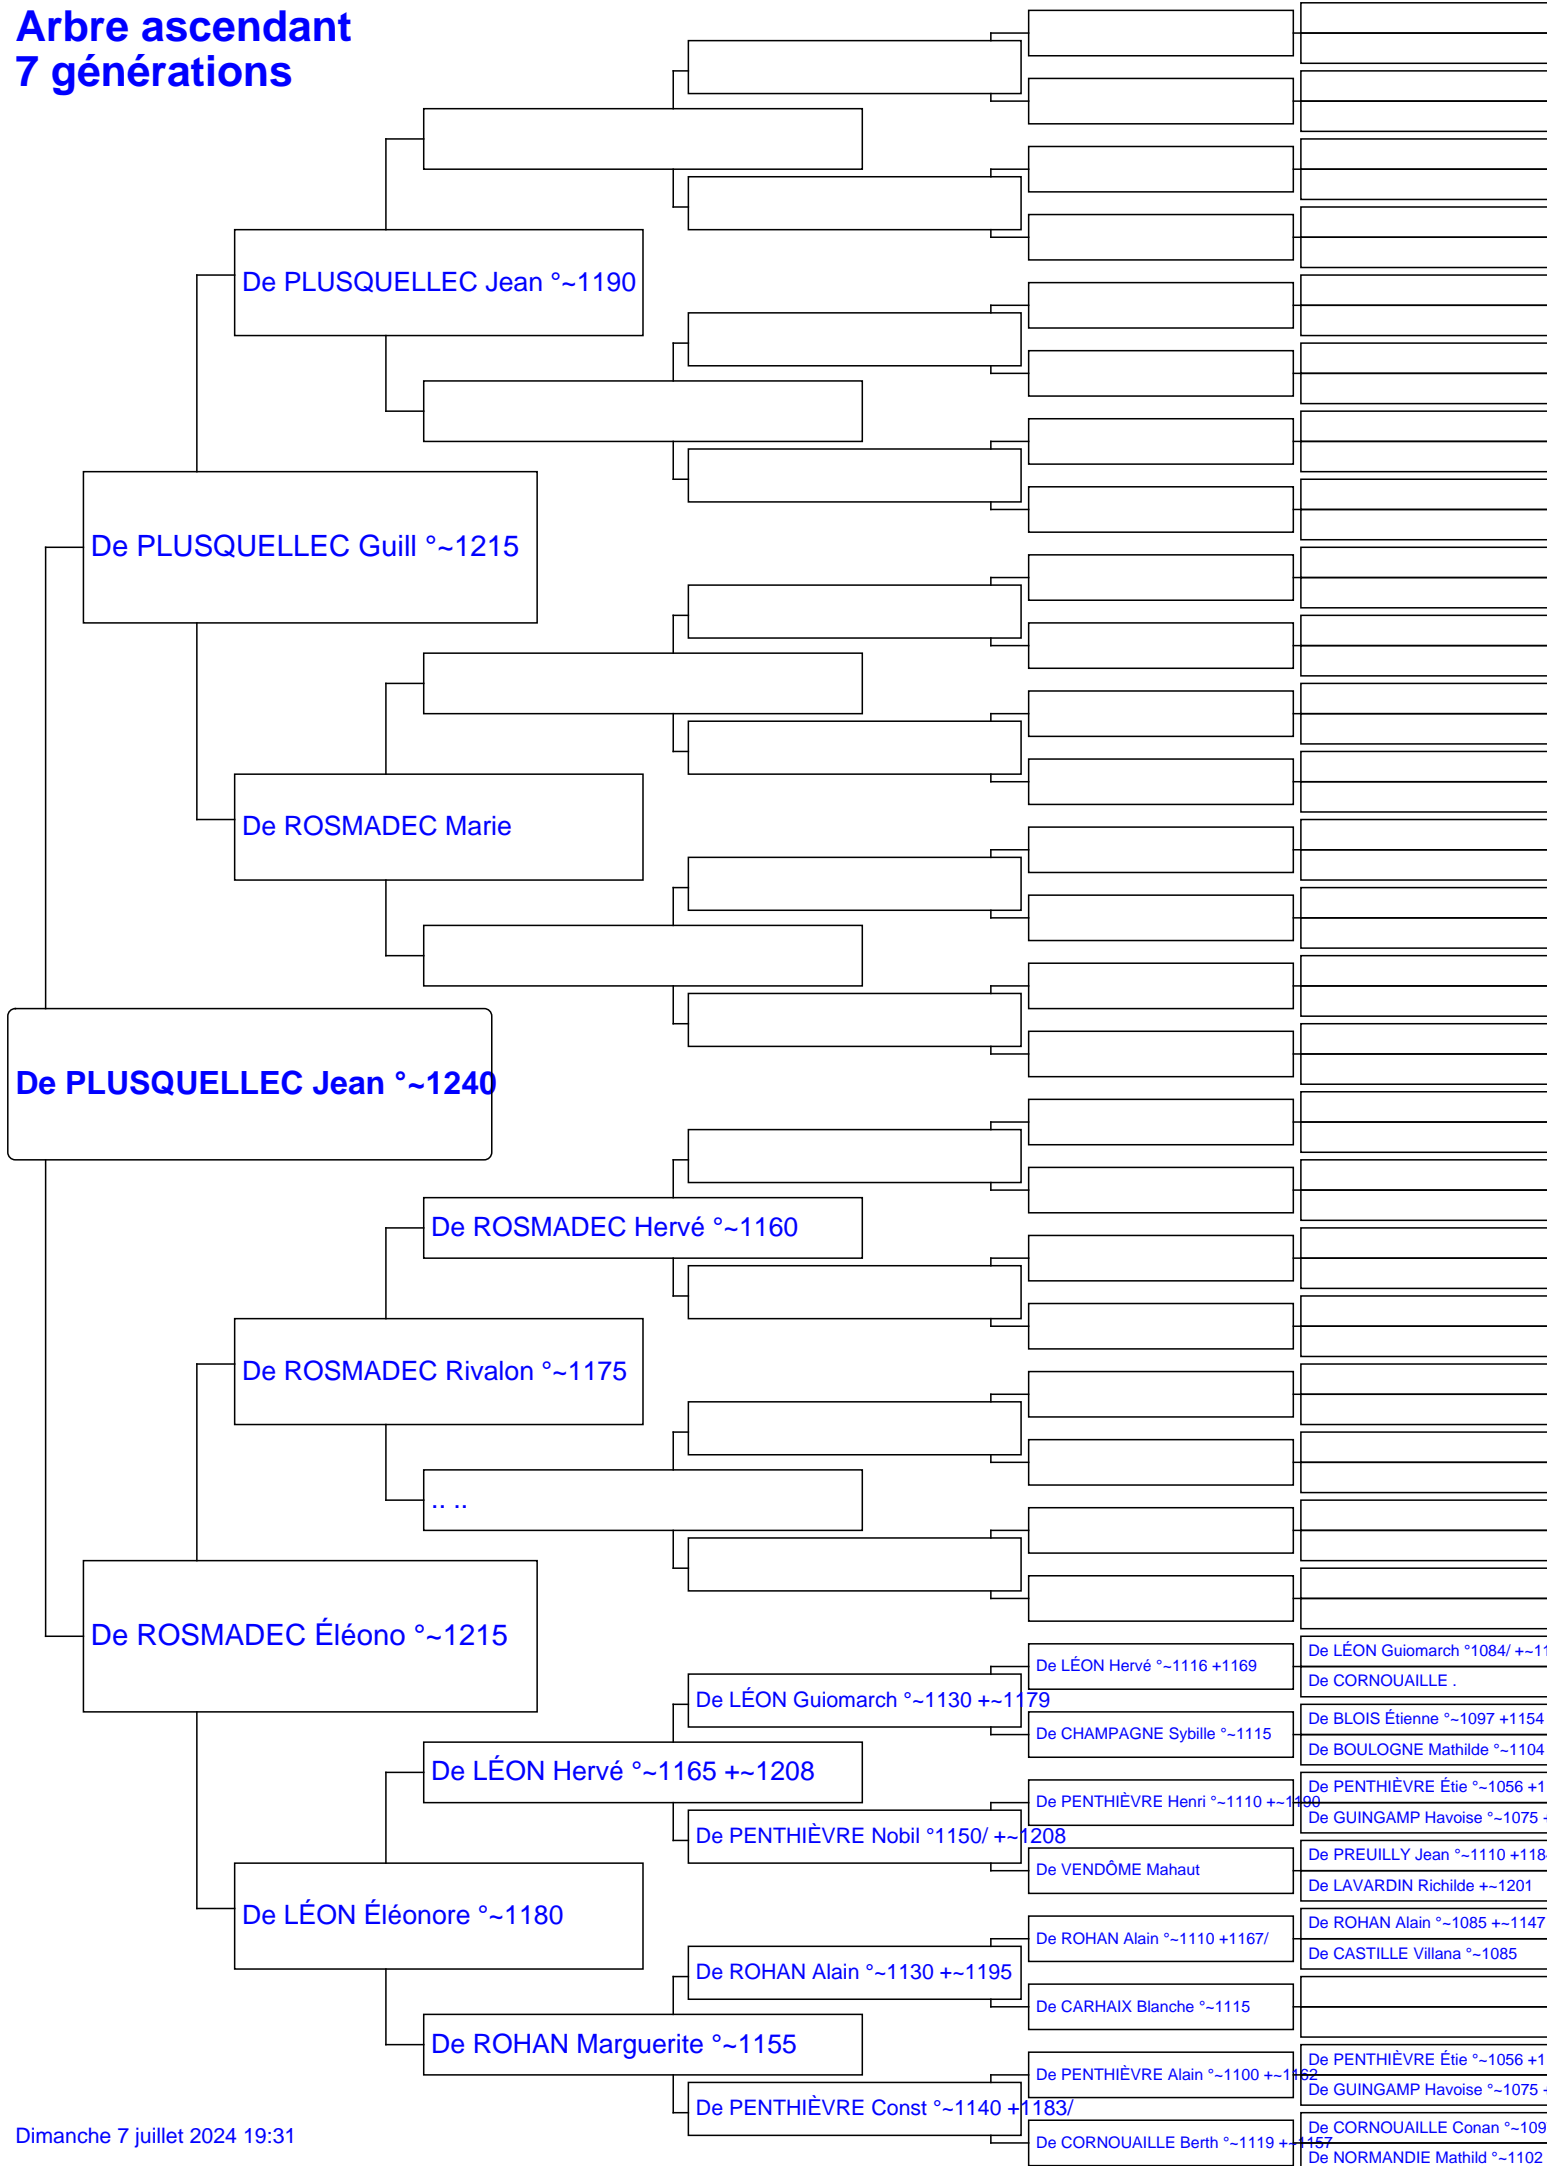 Arbre ascendant
7 générations
De PLUSQUELLEC Jean °~1190
De PLUSQUELLEC Guill °~1215
De ROSMADEC Marie
De PLUSQUELLEC Jean °~1240
De ROSMADEC Hervé °~1160
De ROSMADEC Rivalon °~1175
.. ..
De ROSMADEC Éléono °~1215
De LÉON Guiomarch °1084/ +~11
De LÉON Hervé °~1116 +1169
De CORNOUAILLE .
De LÉON Guiomarch °~1130 +~1179
De BLOIS Étienne °~1097 +1154
De CHAMPAGNE Sybille °~1115
De BOULOGNE Mathilde °~1104
De LÉON Hervé °~1165 +~1208
De PENTHIÈVRE Étie °~1056 +1
De PENTHIÈVRE Henri °~1110 +~1190
De GUINGAMP Havoise °~1075 +
De PENTHIÈVRE Nobil °1150/ +~1208
De PREUILLY Jean °~1110 +118
De VENDÔME Mahaut
De LAVARDIN Richilde +~1201
De LÉON Éléonore °~1180
De ROHAN Alain °~1085 +~1147
De ROHAN Alain °~1110 +1167/
De CASTILLE Villana °~1085
De ROHAN Alain °~1130 +~1195
De CARHAIX Blanche °~1115
De ROHAN Marguerite °~1155
De PENTHIÈVRE Étie °~1056 +1
De PENTHIÈVRE Alain °~1100 +~1162
De GUINGAMP Havoise °~1075 +
De PENTHIÈVRE Const °~1140 +1183/
De CORNOUAILLE Conan °~109
De CORNOUAILLE Berth °~1119 +~1157
De NORMANDIE Mathild °~1102
Dimanche 7 juillet 2024 19:31